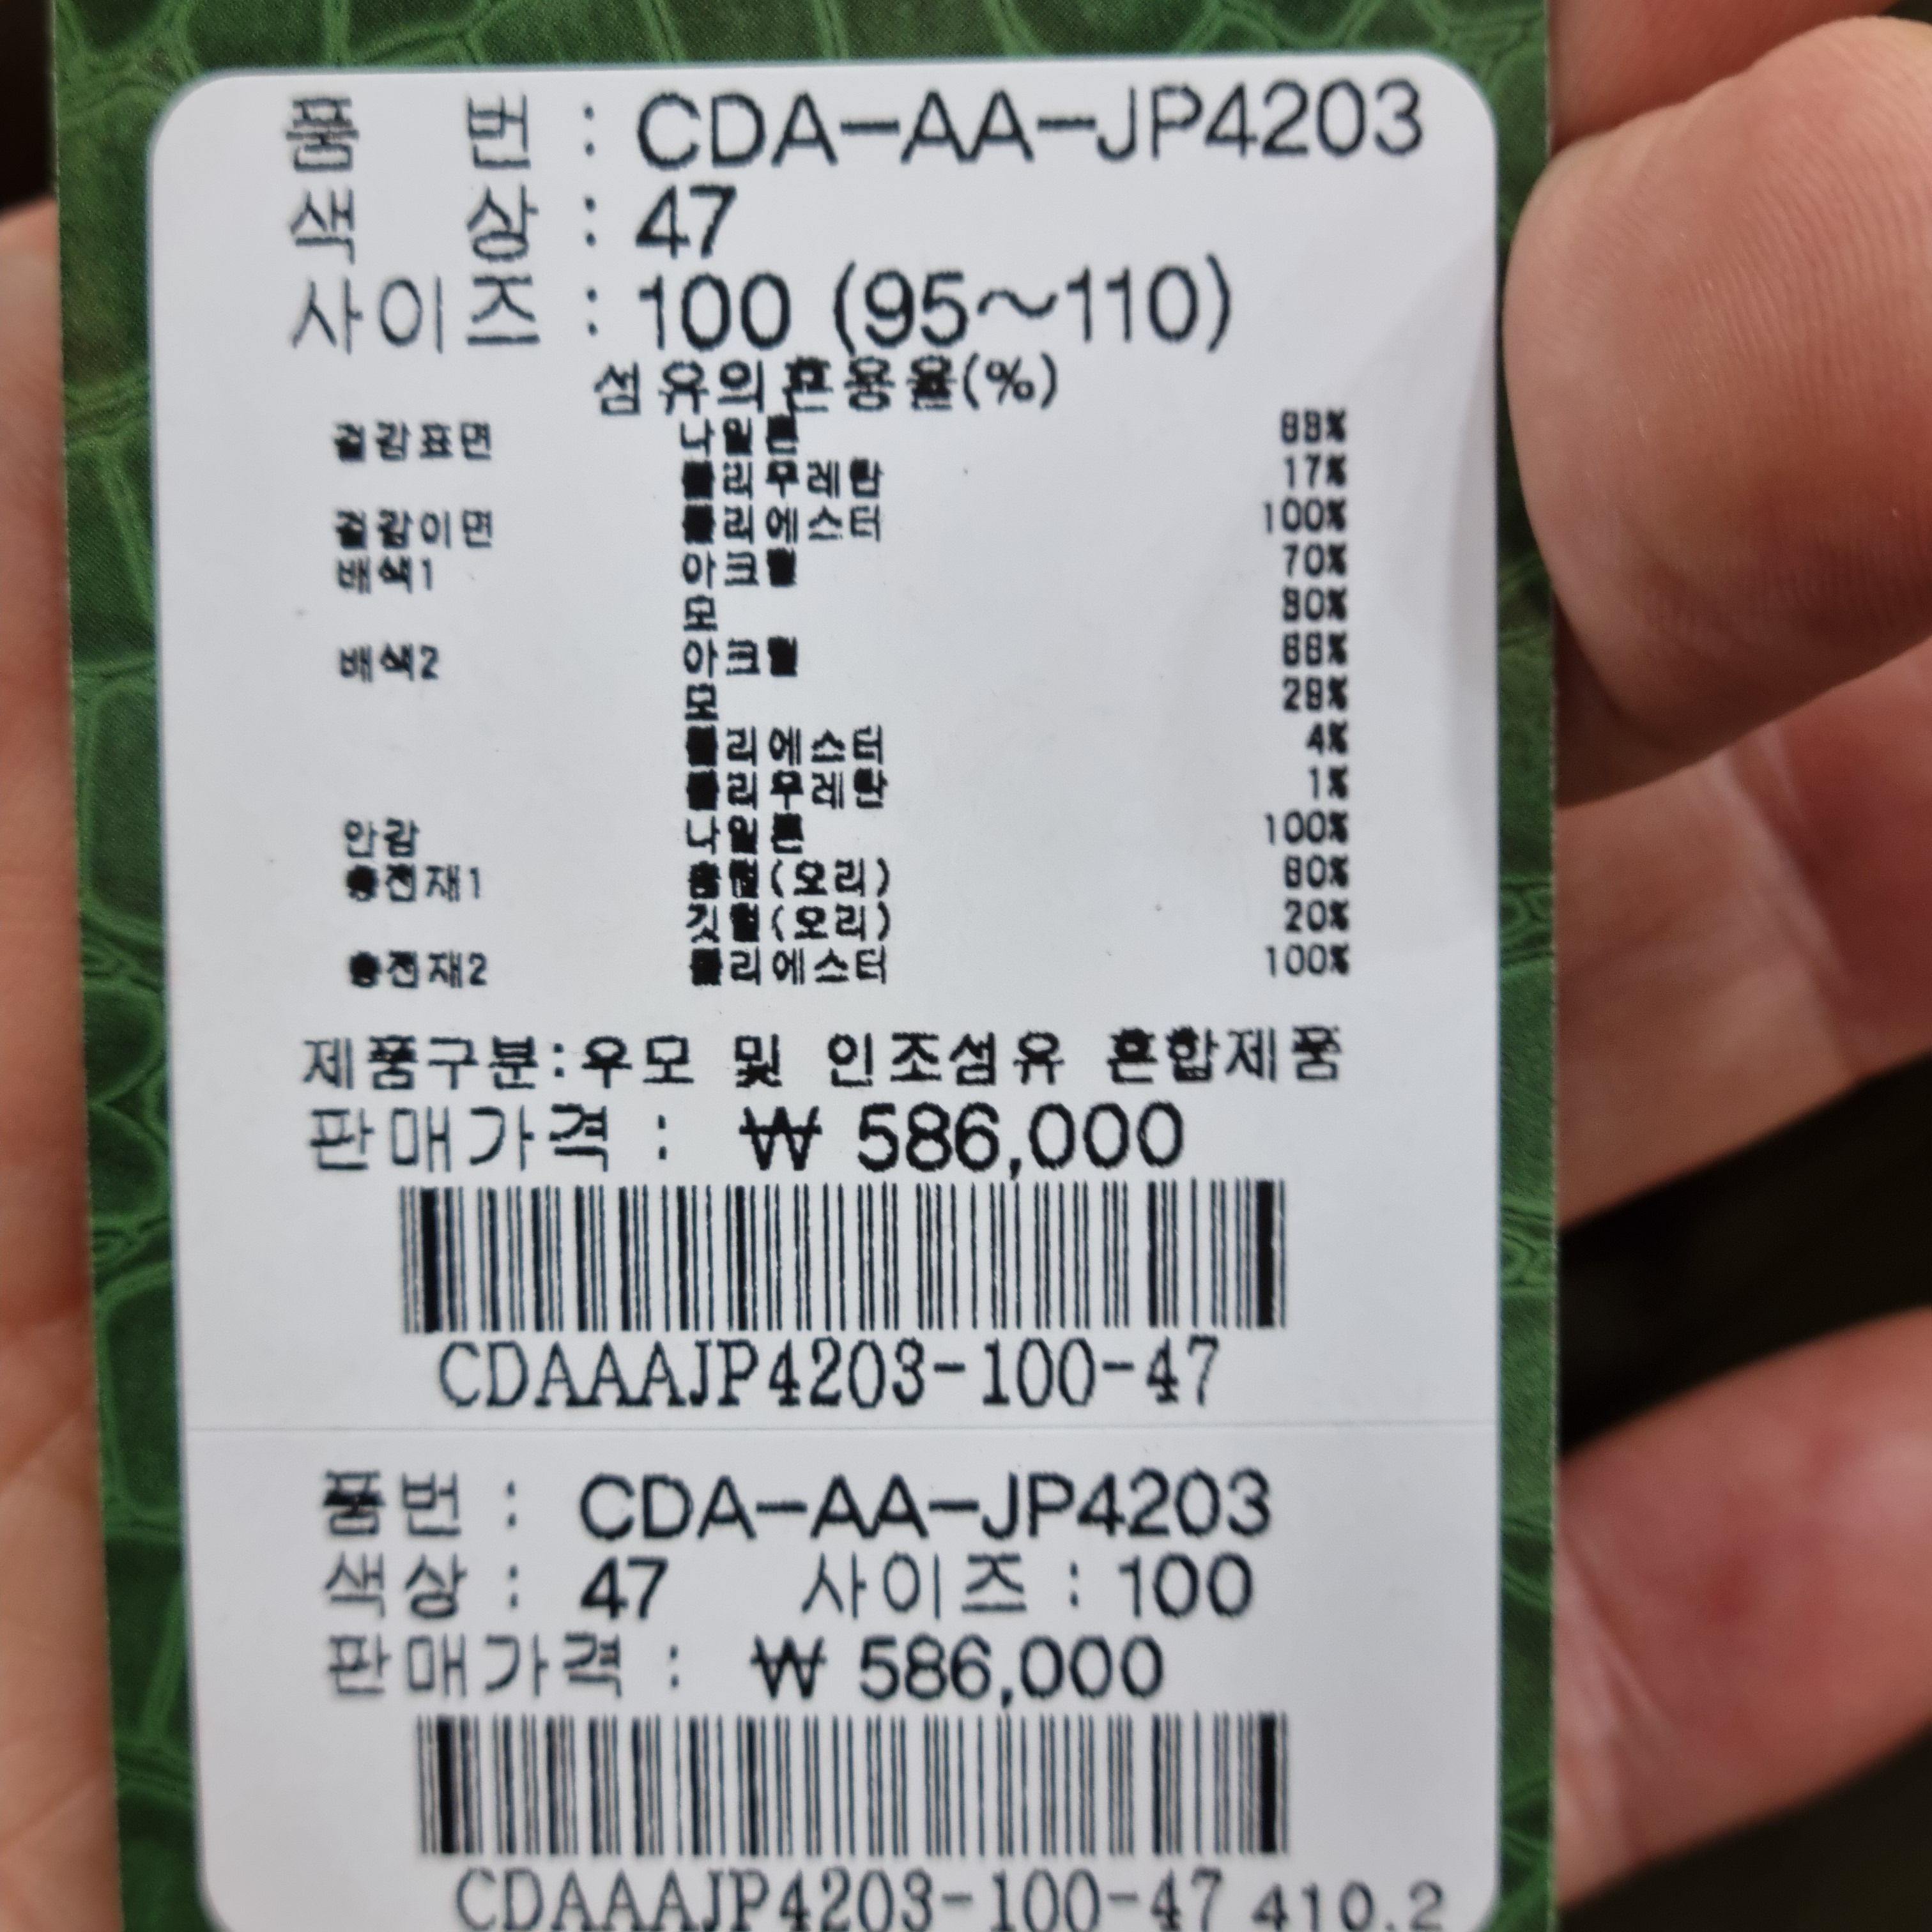 품 번 : CDA-AA-JP4203
색 상 : 47
사이즈 : 100 (95~110)
섬유의혼용율(%)
겉감표면 나일론 83%
폴리우레탄 17%
겉감이면 폴리에스터 100%
배색1 아크릴 70%
모 30%
배색2 아크릴 66%
모 29%
폴리에스터 4%
폴리우레탄 1%
안감 나일론 100%
충전재1 솜털(오리) 80%
깃털(오리) 20%
충전재2 폴리에스터 100%
제품구분:우모 및 인조섬유 혼합제품
판매가격 : ₩ 586,000
CDAAAJP4203-100-47
품번 : CDA-AA-JP4203
색상 : 47 사이즈 : 100
판매가격 : ₩ 586,000
CDAAAJP4203-100-47 410.2